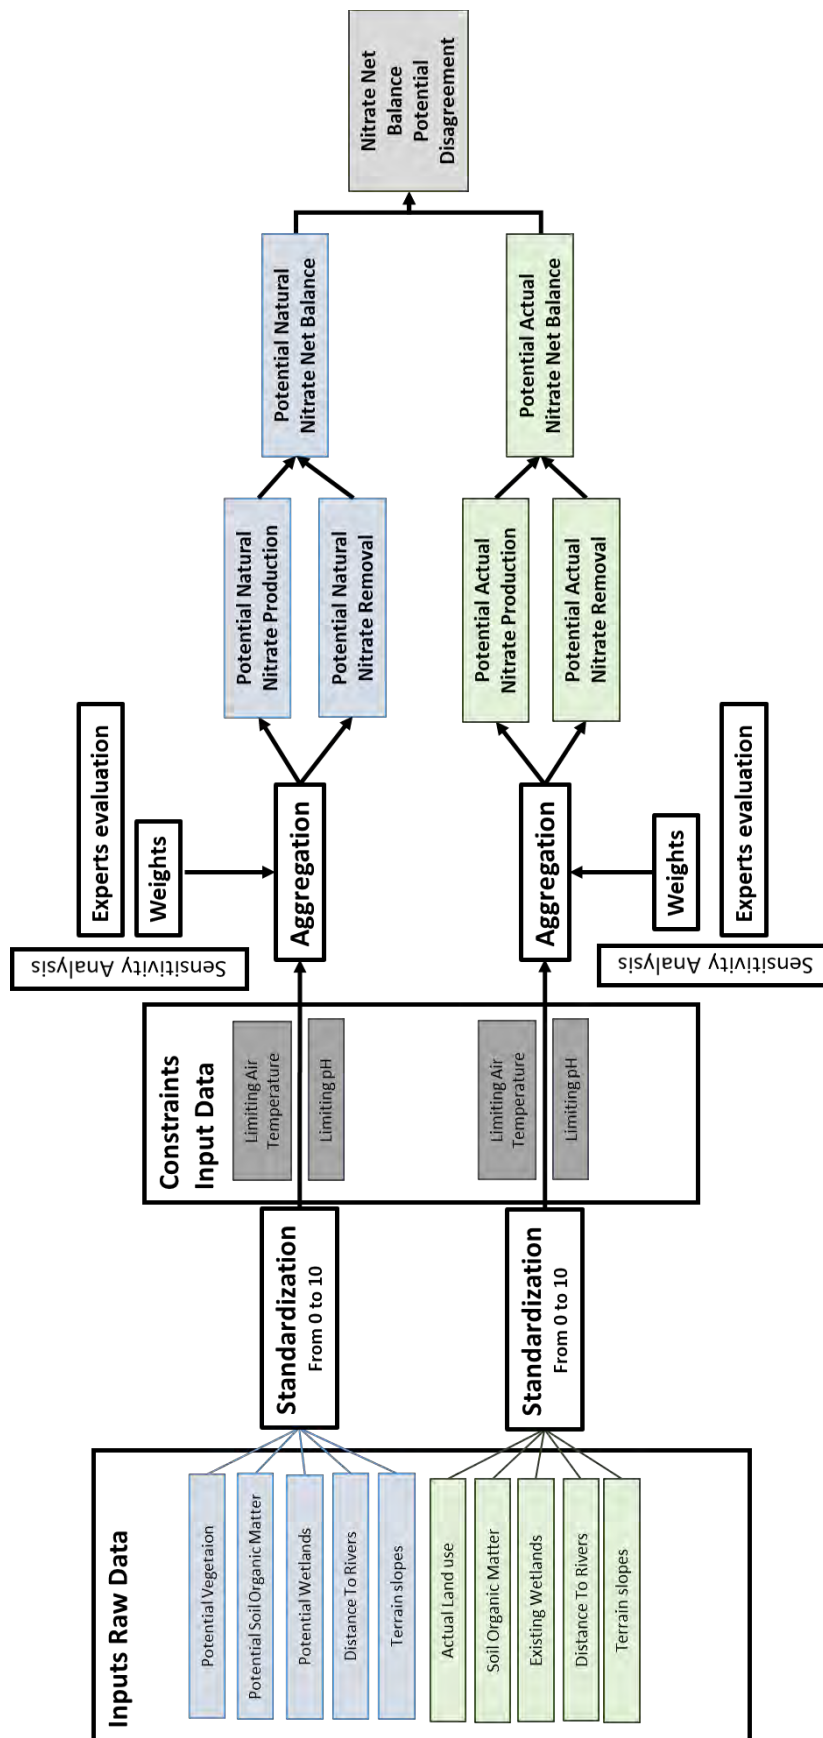 Inputs Raw Data
Potential Vegetaion
Potential Soil Organic Matter
Potential Wetlands
Distance To Rivers
Terrain slopes
Actual Land use
Soil Organic Matter
Existing Wetlands
Distance To Rivers
Terrain slopes
Standardization
From 0 to 10
Standardization
From 0 to 10
Constraints
Input Data
Limiting Air
Temperature
Limiting pH
Limiting Air
Temperature
Limiting pH
Sensitivity Analysis
Experts evaluation
Weights
Aggregation
Aggregation
Weights
Experts evaluation
Sensitivity Analysis
Potential Natural
Nitrate Production
Potential Natural
Nitrate Removal
Potential Actual
Nitrate Production
Potential Actual
Nitrate Removal
Potential Natural
Nitrate Net Balance
Potential Actual
Nitrate Net Balance
Nitrate Net
Balance
Potential
Disagreement